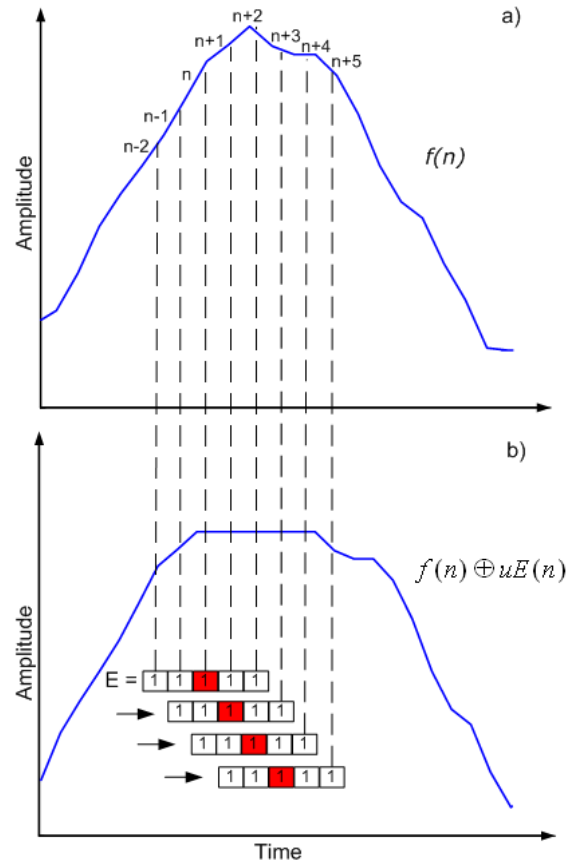 a)
n+2
n+1
n+3
n+4
n
n+5
n-1
n-2
f(n)
Amplitude
b)
f(n)⊕uE(n)
E = 1 1 1 1 1
1 1 1 1 1
1 1 1 1 1
1 1 1 1 1
Amplitude
Time